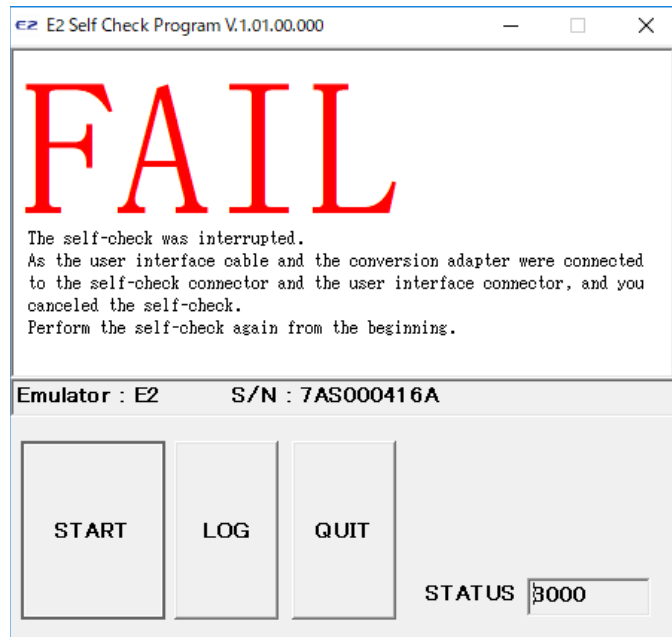 E2 E2 Self Check Program V.1.01.00.000
FAIL
The self-check was interrupted.
As the user interface cable and the conversion adapter were connected
to the self-check connector and the user interface connector, and you
canceled the self-check.
Perform the self-check again from the beginning.
Emulator : E2 S/N : 7AS000416A
START LOG QUIT
STATUS 3000